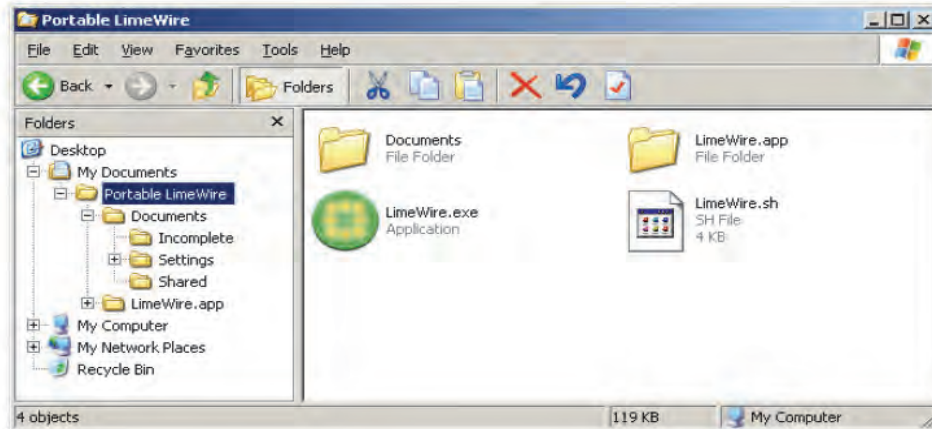 Portable LimeWire
File Edit View Favorites Tools Help
Back Folders
Folders
Desktop
My Documents
Portable LimeWire
Documents
Incomplete
Settings
Shared
LimeWire.app
My Computer
My Network Places
Recycle Bin
Documents
File Folder
LimeWire.app
File Folder
LimeWire.exe
Application
LimeWire.sh
SH File
4 KB
4 objects 119 KB My Computer